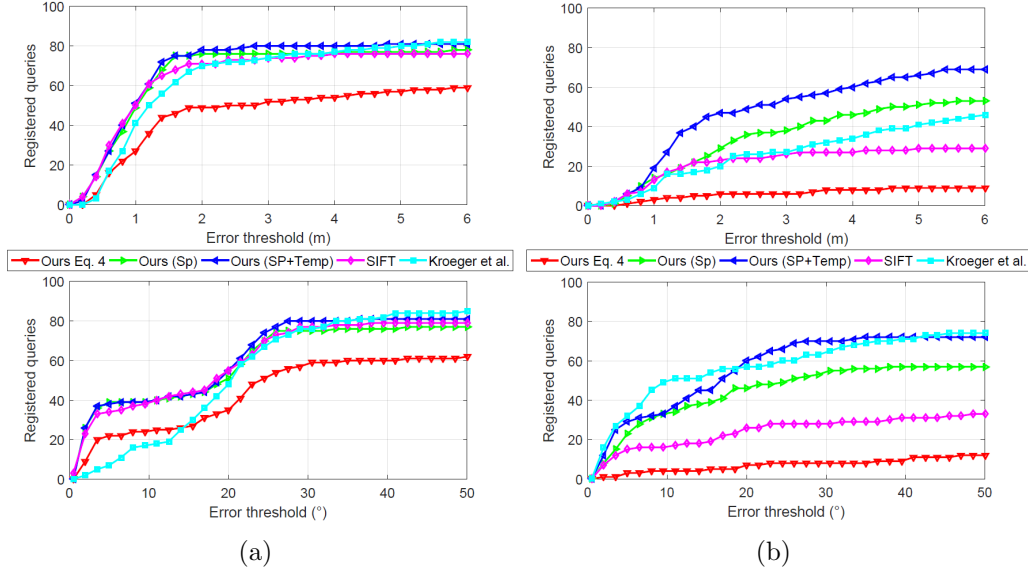 100
80
60
40
20
0
Registered queries
0 1 2 3 4 5 6
Error threshold (m)
100
80
60
40
20
0
Registered queries
0 1 2 3 4 5 6
Error threshold (m)
Ours Eq. 4 Ours (Sp) Ours (SP+Temp) SIFT Kroeger et al.
Ours Eq. 4 Ours (Sp) Ours (SP+Temp) SIFT Kroeger et al.
100
80
60
40
20
0
Registered queries
0 10 20 30 40 50
Error threshold (°)
100
80
60
40
20
0
Registered queries
0 10 20 30 40 50
Error threshold (°)
(a)
(b)